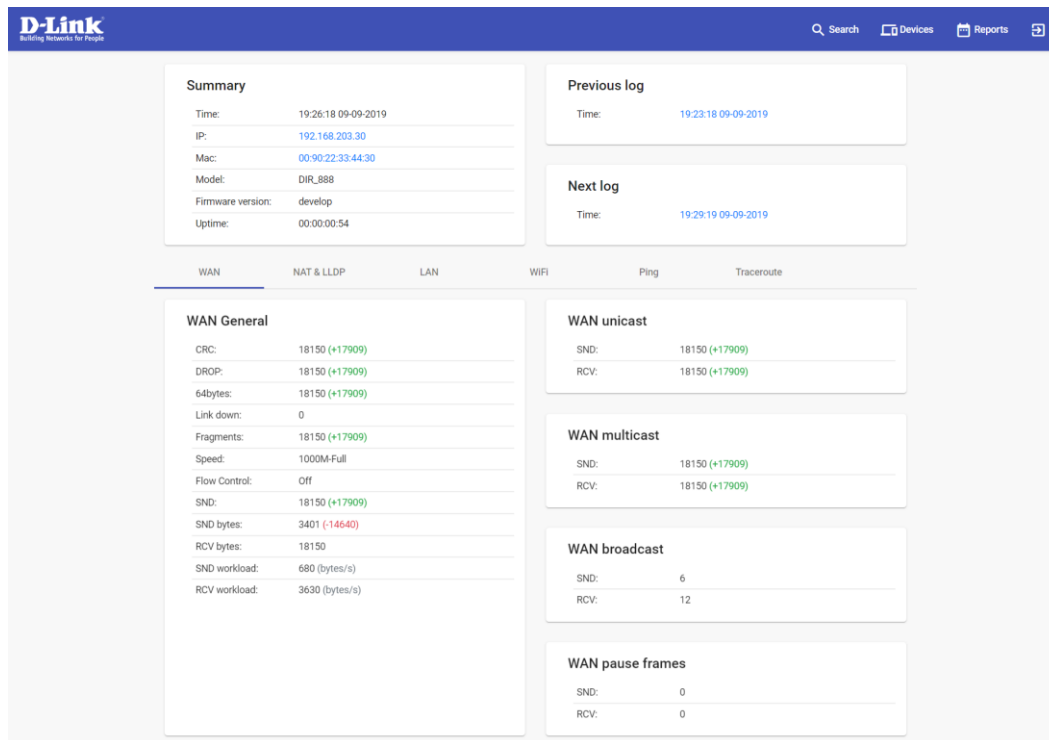 D-Link
Building Networks for People
Search
Devices
Reports
Summary
Time: 19:26:18 09-09-2019
IP: 192.168.203.30
Mac: 00:90:22:33:44:30
Model: DIR_888
Firmware version: develop
Uptime: 00:00:00:54
Previous log
Time: 19:23:18 09-09-2019
Next log
Time: 19:29:19 09-09-2019
WAN NAT & LLDP LAN WiFi Ping Traceroute
WAN General
CRC: 18150 (+17909)
DROP: 18150 (+17909)
64bytes: 18150 (+17909)
Link down: 0
Fragments: 18150 (+17909)
Speed: 1000M-Full
Flow Control: Off
SND: 18150 (+17909)
SND bytes: 3401 (-14640)
RCV bytes: 18150
SND workload: 680 (bytes/s)
RCV workload: 3630 (bytes/s)
WAN unicast
SND: 18150 (+17909)
RCV: 18150 (+17909)
WAN multicast
SND: 18150 (+17909)
RCV: 18150 (+17909)
WAN broadcast
SND: 6
RCV: 12
WAN pause frames
SND: 0
RCV: 0